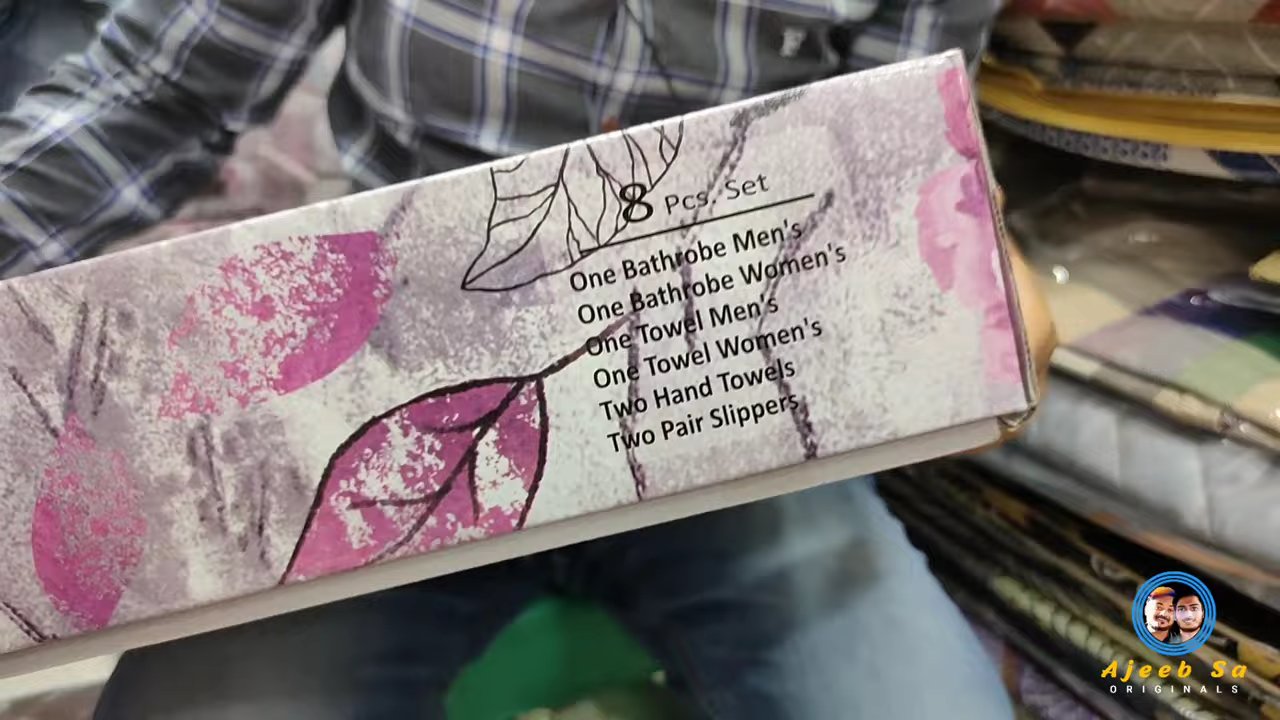 8 Pcs. Set
One Bathrobe Men's
One Bathrobe Women's
One Towel Men's
One Towel Women's
Two Hand Towels
Two Pair Slippers
Ajeeb Sa
ORIGINALS